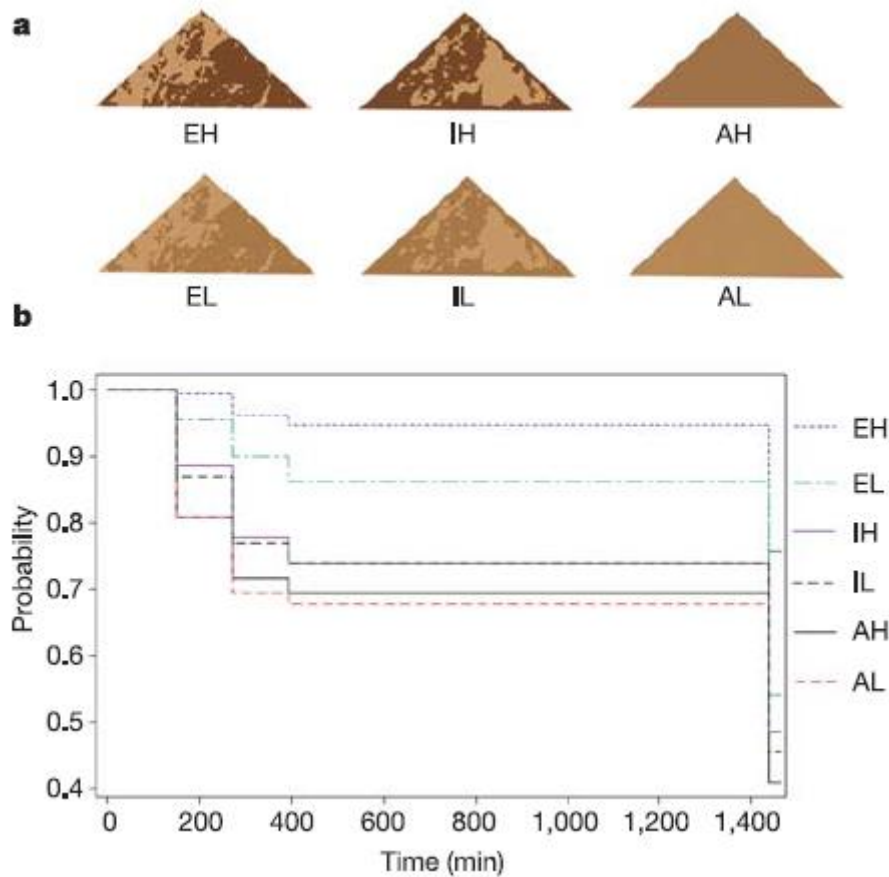 a
EH
IH
AH
EL
IL
AL
b
Probability
1.0
0.9
0.8
0.7
0.6
0.5
0.4
0
200
400
600
800
1,000
1,200
1,400
Time (min)
EH
EL
IH
IL
AH
AL